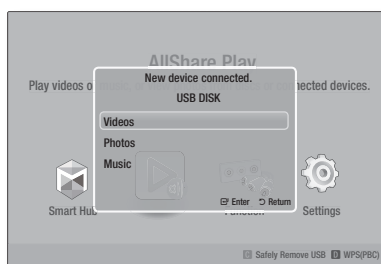 AllShare Play
Play videos o
nected devices.
New device connected.
USB DISK
Videos
Photos
Music
Enter Return
Smart Hub
Function
Settings
C Safely Remove USB D WPS(PBC)